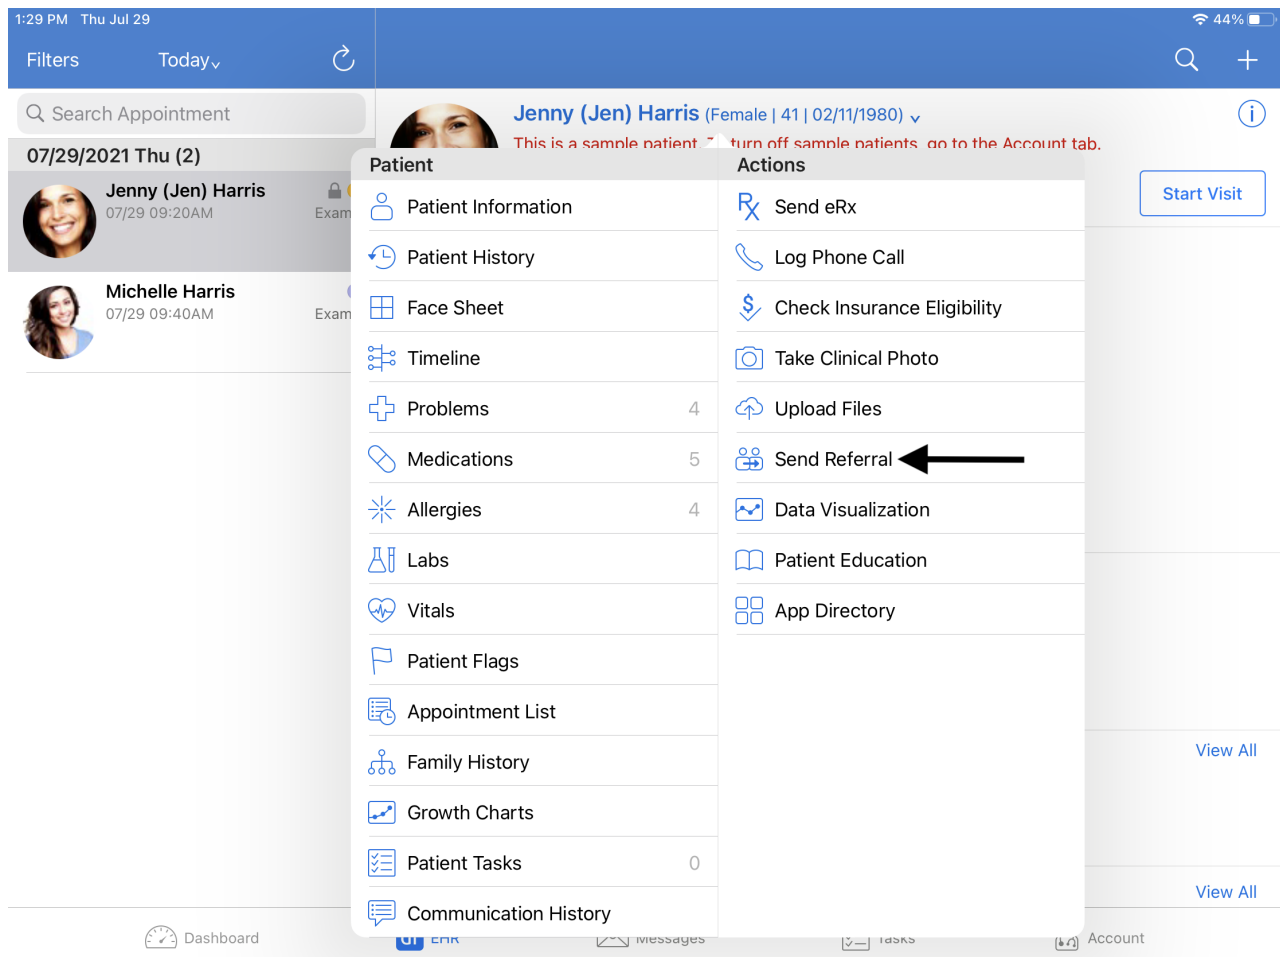 1:29 PM Thu Jul 29
44%
Filters
Today
Search Appointment
07/29/2021 Thu (2)
Jenny (Jen) Harris
07/29 09:20AM
Exam
Michelle Harris
07/29 09:40AM
Exam
Jenny (Jen) Harris (Female | 41 | 02/11/1980)
This is a sample patient. To turn off sample patients, go to the Account tab.
Start Visit
Patient
Patient Information
Patient History
Face Sheet
Timeline
Problems 4
Medications 5
Allergies 4
Labs
Vitals
Patient Flags
Appointment List
Family History
Growth Charts
Patient Tasks 0
Communication History
Actions
Send eRx
Log Phone Call
Check Insurance Eligibility
Take Clinical Photo
Upload Files
Send Referral
Data Visualization
Patient Education
App Directory
View All
View All
Dashboard
EHR
Messages
Tasks
Account